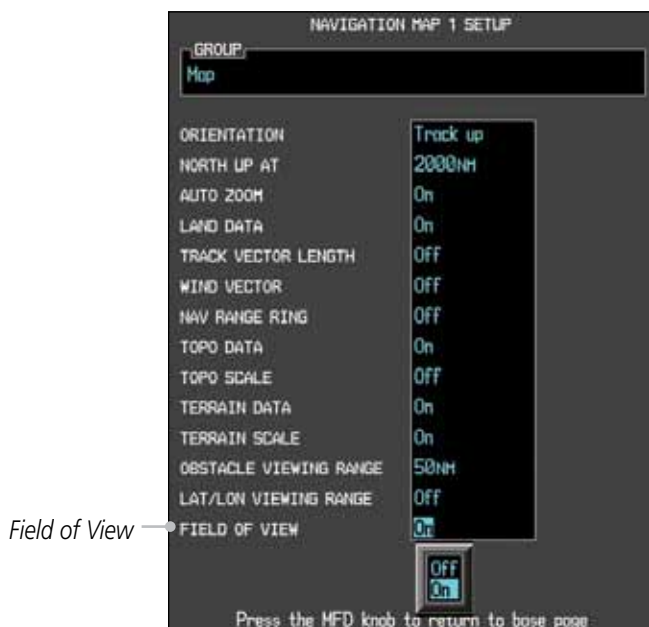 NAVIGATION MAP 1 SETUP
GROUP
Map
ORIENTATION Track up
NORTH UP AT 2000NM
AUTO ZOOM On
LAND DATA On
TRACK VECTOR LENGTH Off
WIND VECTOR Off
NAV RANGE RING Off
TOPO DATA On
TOPO SCALE Off
TERRAIN DATA On
TERRAIN SCALE On
OBSTACLE VIEWING RANGE 50NM
LAT/LON VIEWING RANGE Off
Field of View FIELD OF VIEW On
Off
On
Press the MFD knob to return to base page